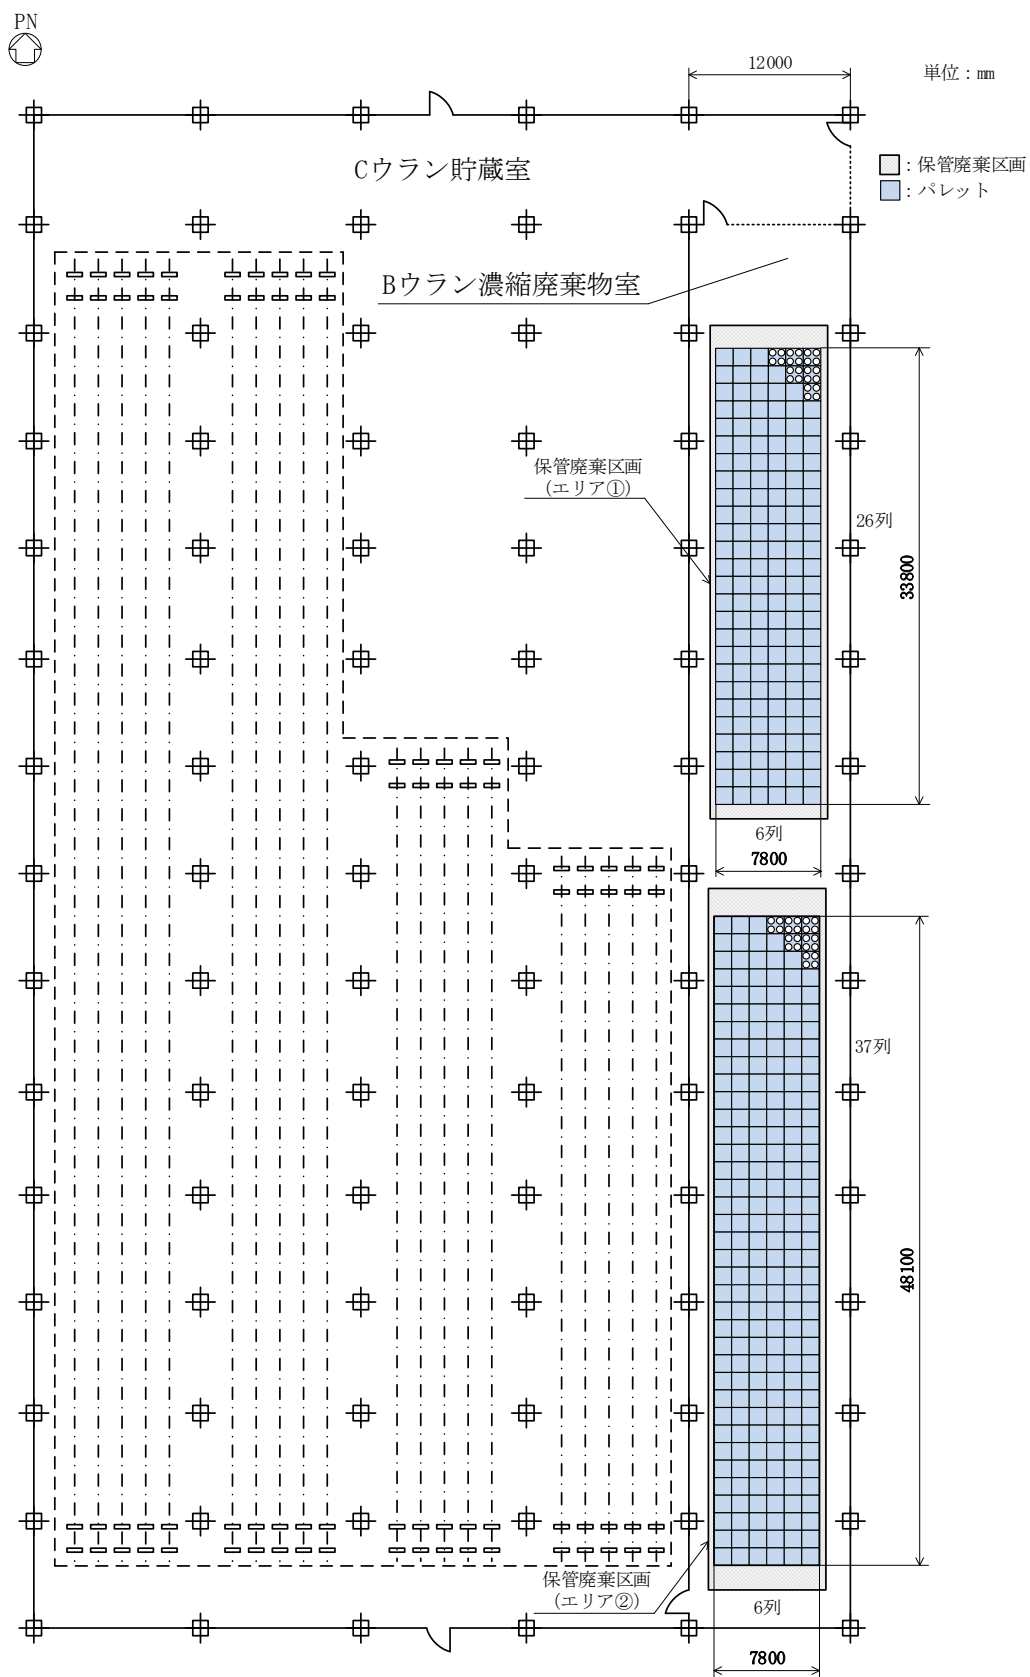 PN
12000
単位：mm
Cウラン貯蔵室
：保管廃棄区画
：パレット
Bウラン濃縮廃棄物室
保管廃棄区画
(エリア①)
26列
33800
6列
7800
37列
48100
保管廃棄区画
(エリア②)
6列
7800